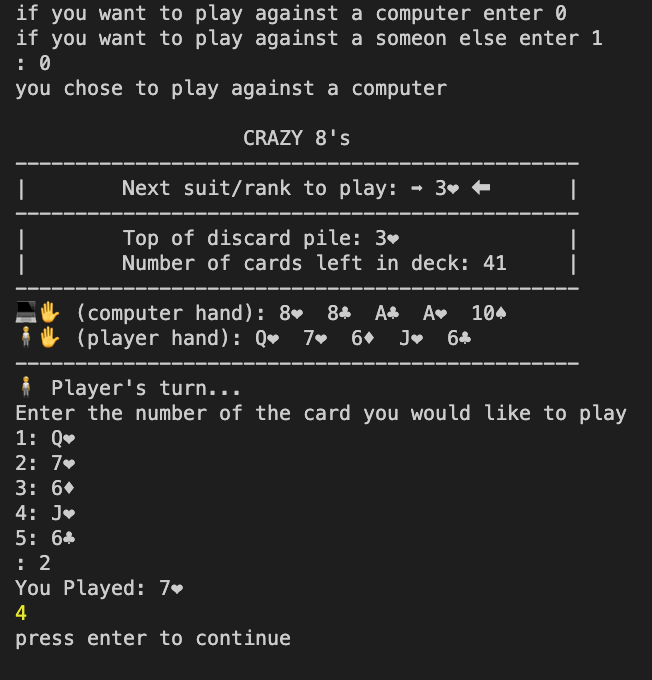 if you want to play against a computer enter 0
if you want to play against a someon else enter 1
: 0
you chose to play against a computer
CRAZY 8's
-----------------------------------------------
| Next suit/rank to play: ➡ 3♥ ⬅ |
-----------------------------------------------
| Top of discard pile: 3♥ |
| Number of cards left in deck: 41 |
-----------------------------------------------
💻🖐 (computer hand): 8♥ 8♣ A♣ A♥ 10♠
🧍🖐 (player hand): Q♥ 7♥ 6♦ J♥ 6♣
-----------------------------------------------
🧍 Player's turn...
Enter the number of the card you would like to play
1: Q♥
2: 7♥
3: 6♦
4: J♥
5: 6♣
: 2
You Played: 7♥
4
press enter to continue